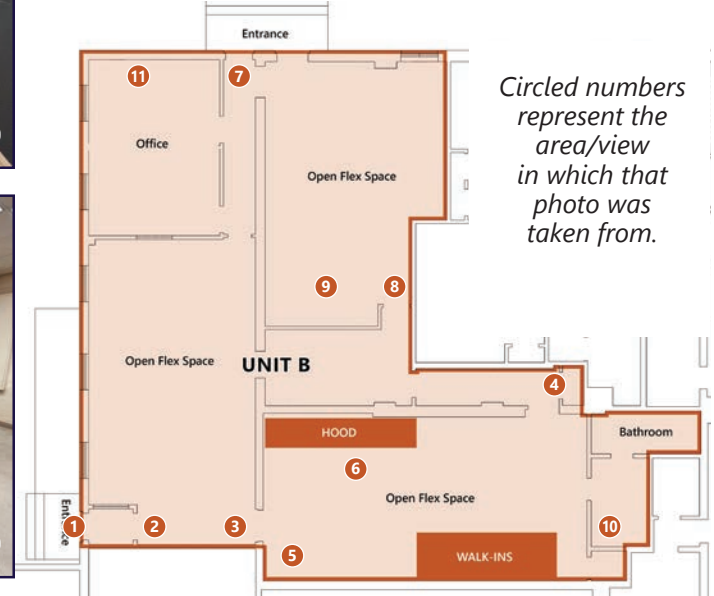 Entrance
11
7
Circled numbers
represent the
area/view
in which that
photo was
taken from.
Office
Open Flex Space
9
8
Open Flex Space
UNIT B
4
HOOD
Bathroom
6
Open Flex Space
Entrance
1
2
3
10
5
WALK-INS